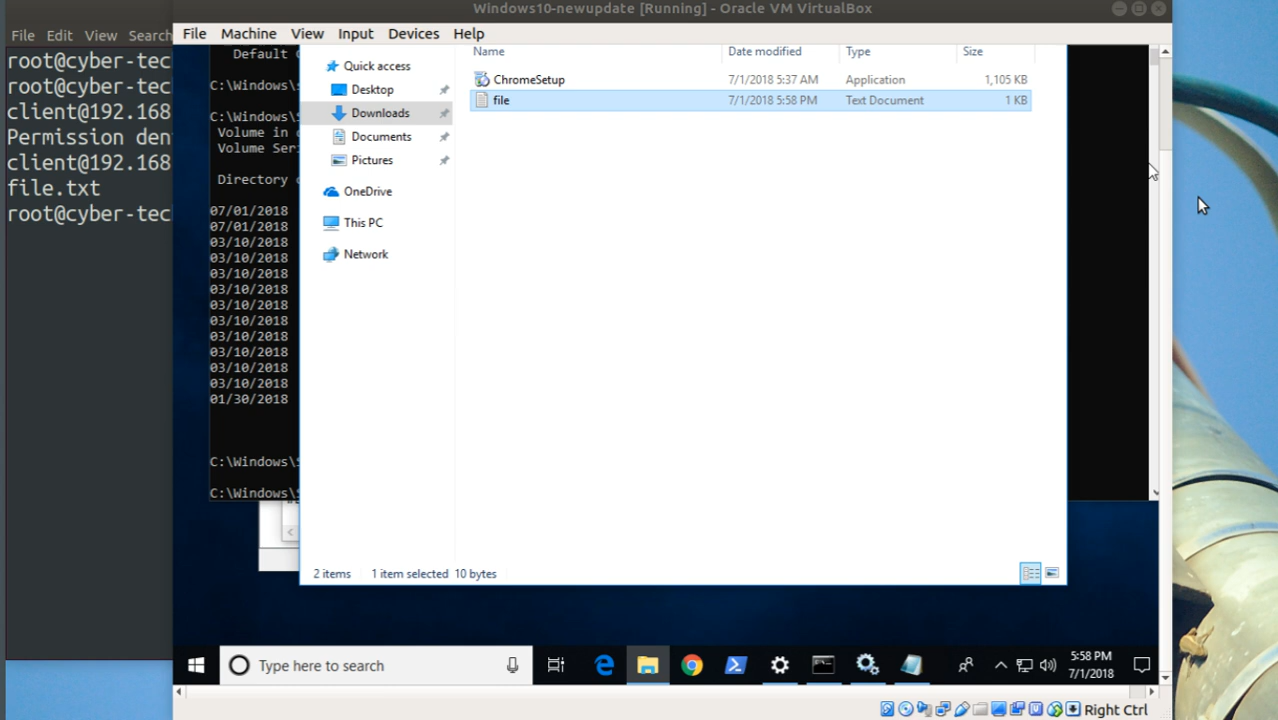 Windows10-newupdate [Running] - Oracle VM VirtualBox
File Edit View Search
File Machine View Input Devices Help
root@cyber-tec
root@cyber-tec
client@192.168
Permission den
client@192.168
file.txt
root@cyber-tec
Default
C:\Windows\
C:\Windows\
Volume in
Volume Ser
Directory
07/01/2018
07/01/2018
03/10/2018
03/10/2018
03/10/2018
03/10/2018
03/10/2018
03/10/2018
03/10/2018
03/10/2018
03/10/2018
03/10/2018
01/30/2018
C:\Windows\
C:\Windows\
Quick access
Desktop
Downloads
Documents
Pictures
OneDrive
This PC
Network
Name Date modified Type Size
ChromeSetup 7/1/2018 5:37 AM Application 1,105 KB
file 7/1/2018 5:58 PM Text Document 1 KB
2 items 1 item selected 10 bytes
Type here to search
5:58 PM
7/1/2018
Right Ctrl